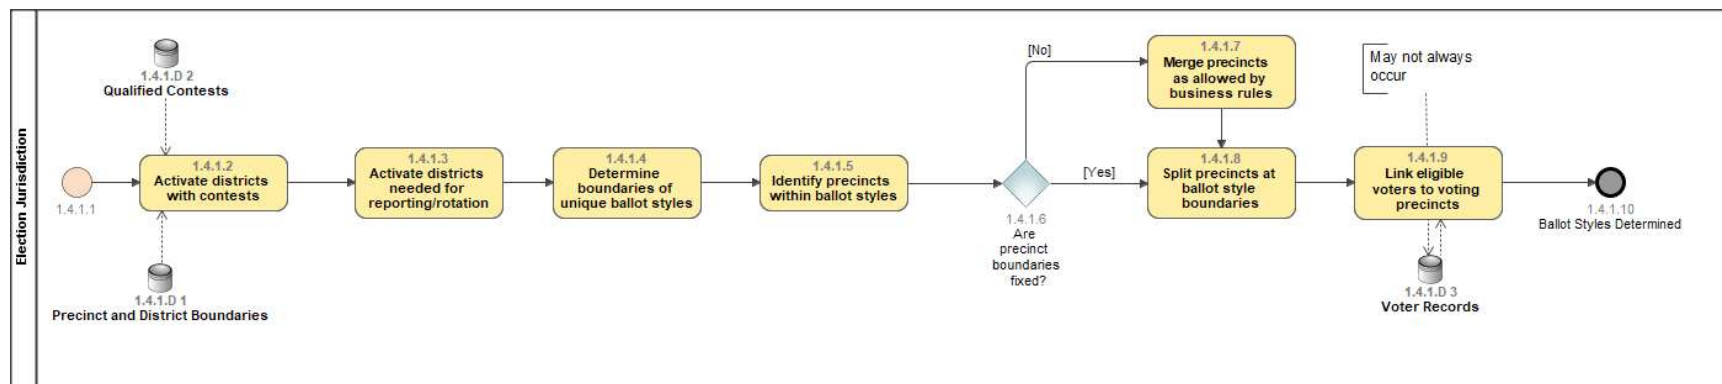 Election Jurisdiction
1.4.1.D 2
Qualified Contests
1.4.1.1
1.4.1.2
Activate districts
with contests
1.4.1.D 1
Precinct and District Boundaries
1.4.1.3
Activate districts
needed for
reporting/rotation
1.4.1.4
Determine
boundaries of
unique ballot styles
1.4.1.5
Identify precincts
within ballot styles
1.4.1.6
Are
precinct
boundaries
fixed?
[No]
[Yes]
1.4.1.7
Merge precincts
as allowed by
business rules
1.4.1.8
Split precincts at
ballot style
boundaries
May not always
occur
1.4.1.9
Link eligible
voters to voting
precincts
1.4.1.D 3
Voter Records
1.4.1.10
Ballot Styles Determined